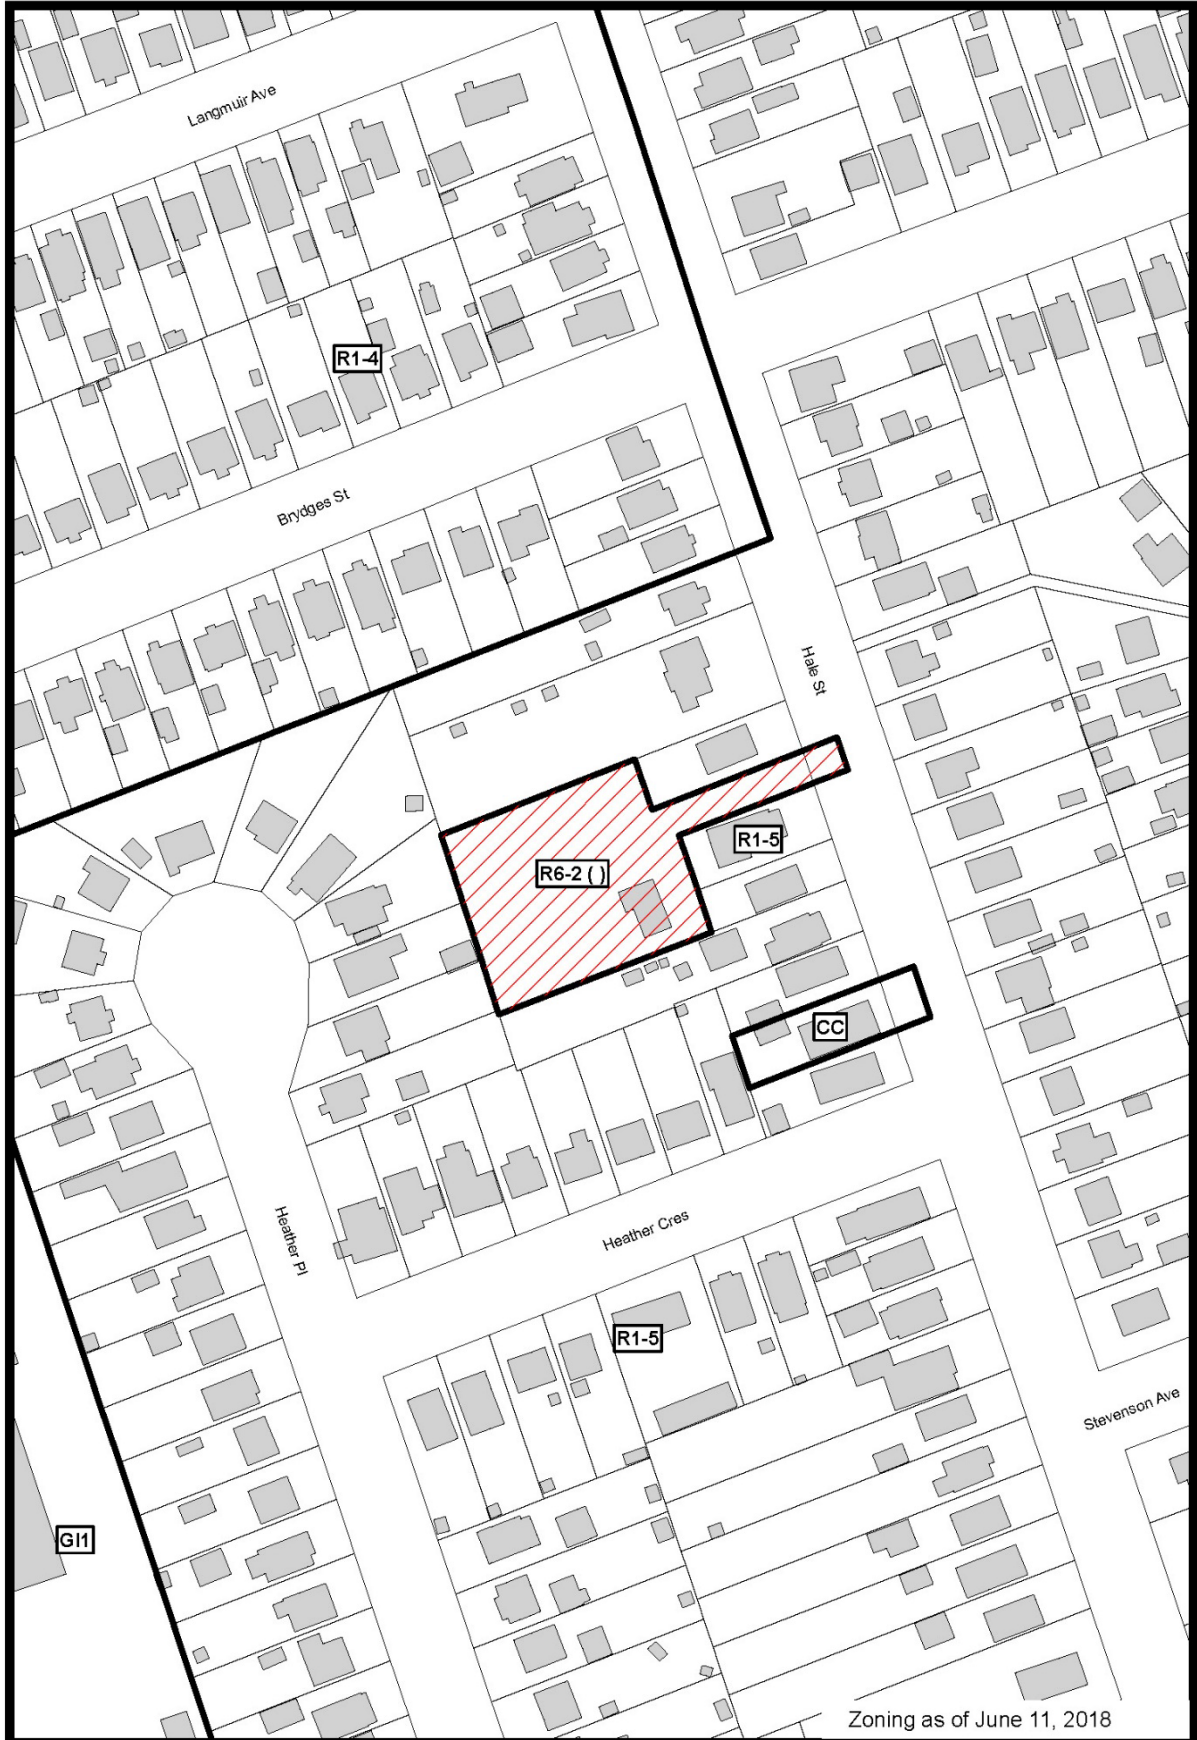 Langmuir Ave
R1-4
Brydges St
Hale St
R1-5
R6-2 ( )
CC
Heather Pl
Heather Cres
R1-5
Stevenson Ave
GI1
Zoning as of June 11, 2018